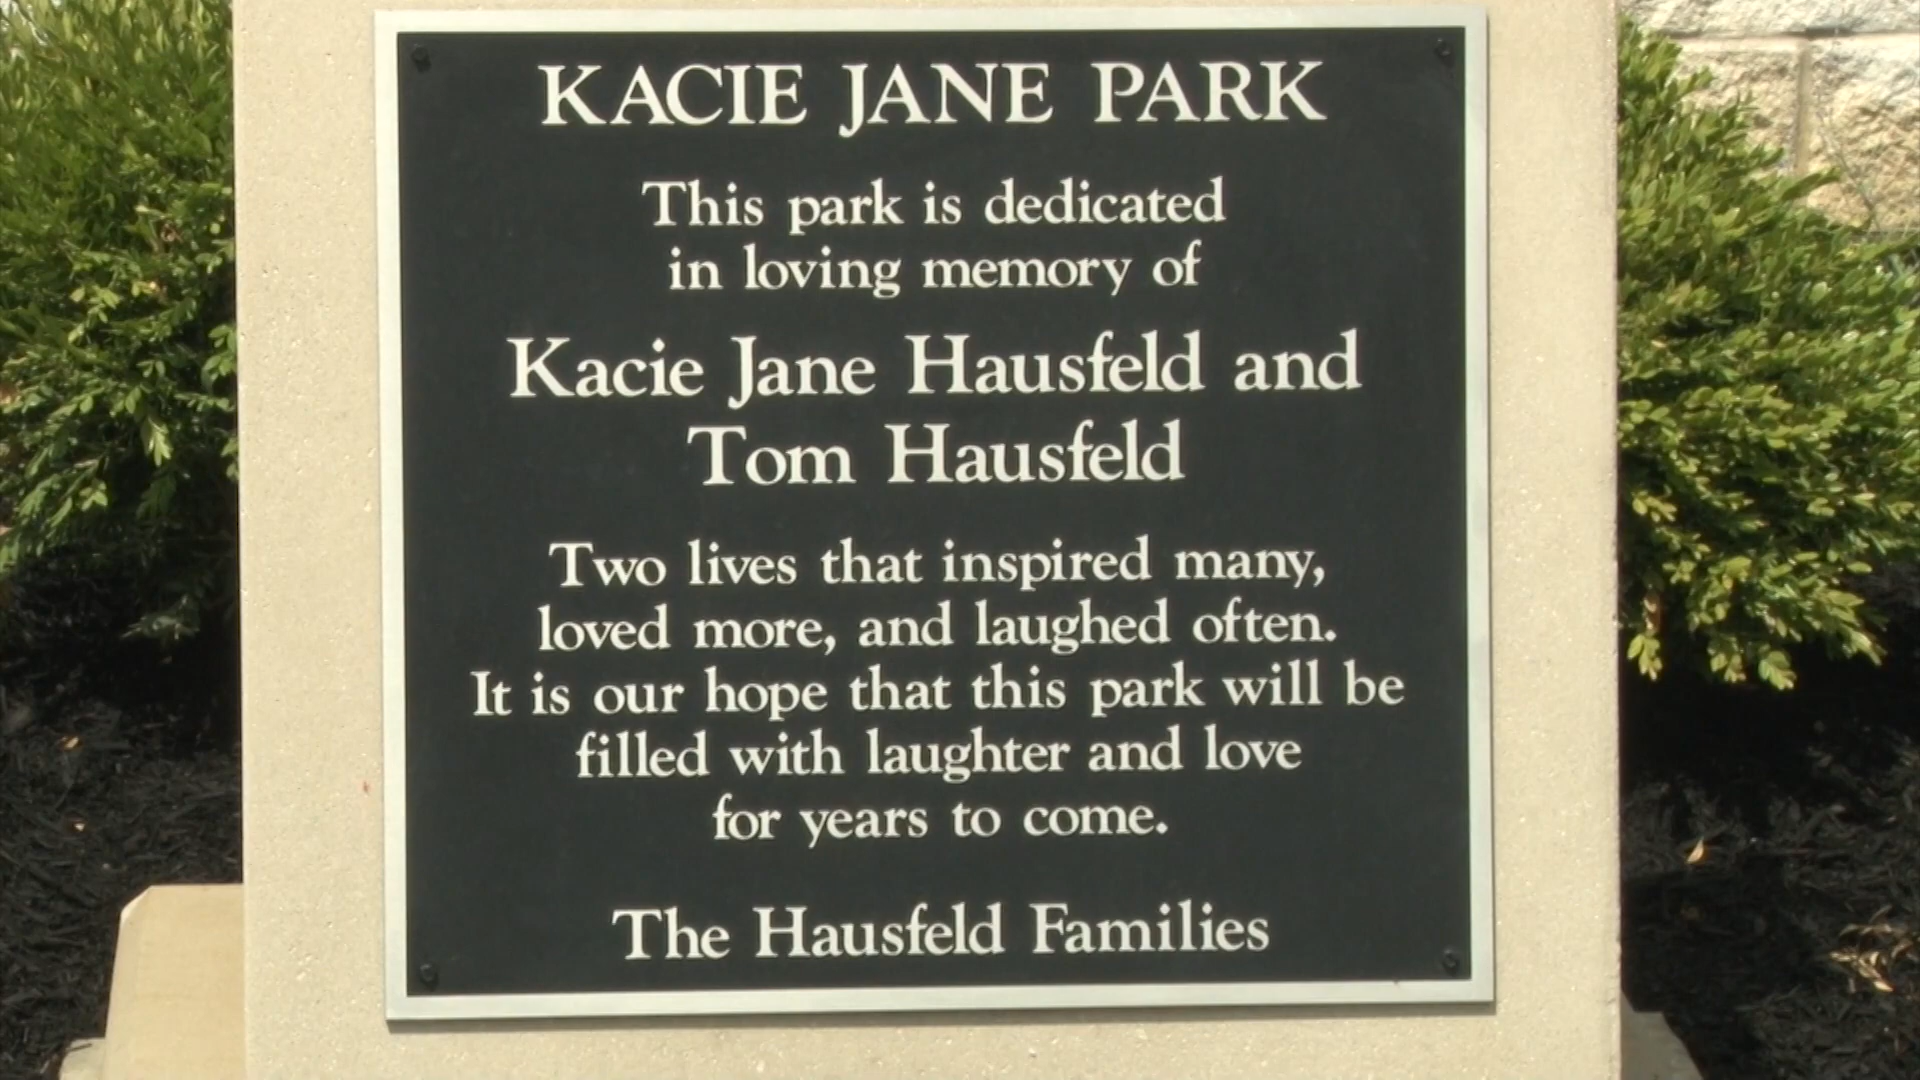 KACIE JANE PARK
This park is dedicated
in loving memory of
Kacie Jane Hausfeld and
Tom Hausfeld
Two lives that inspired many,
loved more, and laughed often.
It is our hope that this park will be
filled with laughter and love
for years to come.
The Hausfeld Families